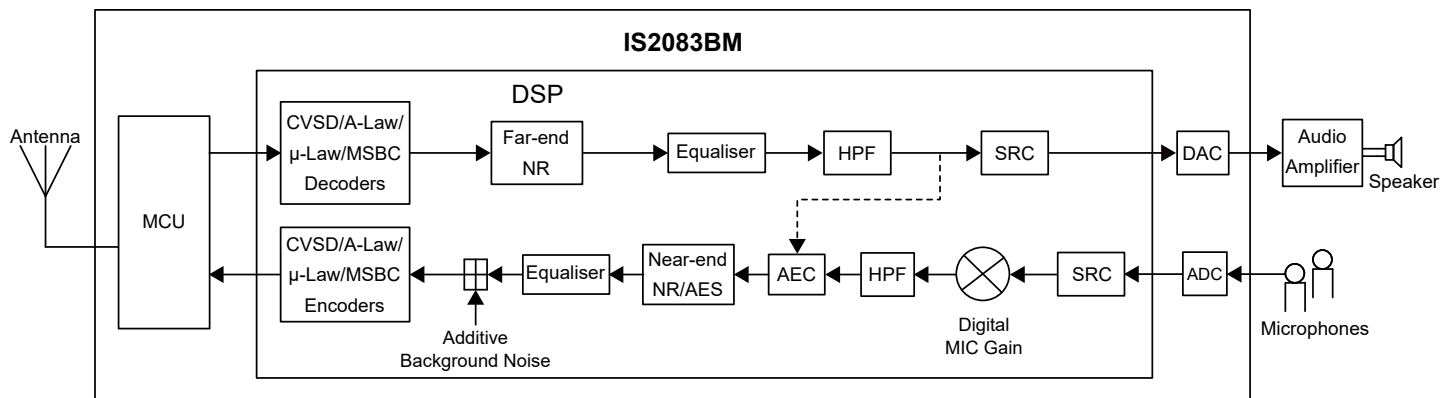 IS2083BM
DSP
Antenna
MCU
CVSD/A-Law/
μ-Law/MSBC
Decoders
Far-end
NR
Equaliser
HPF
SRC
DAC
Audio
Amplifier
Speaker
CVSD/A-Law/
μ-Law/MSBC
Encoders
Additive
Background Noise
Equaliser
Near-end
NR/AES
AEC
HPF
Digital
MIC Gain
SRC
ADC
Microphones